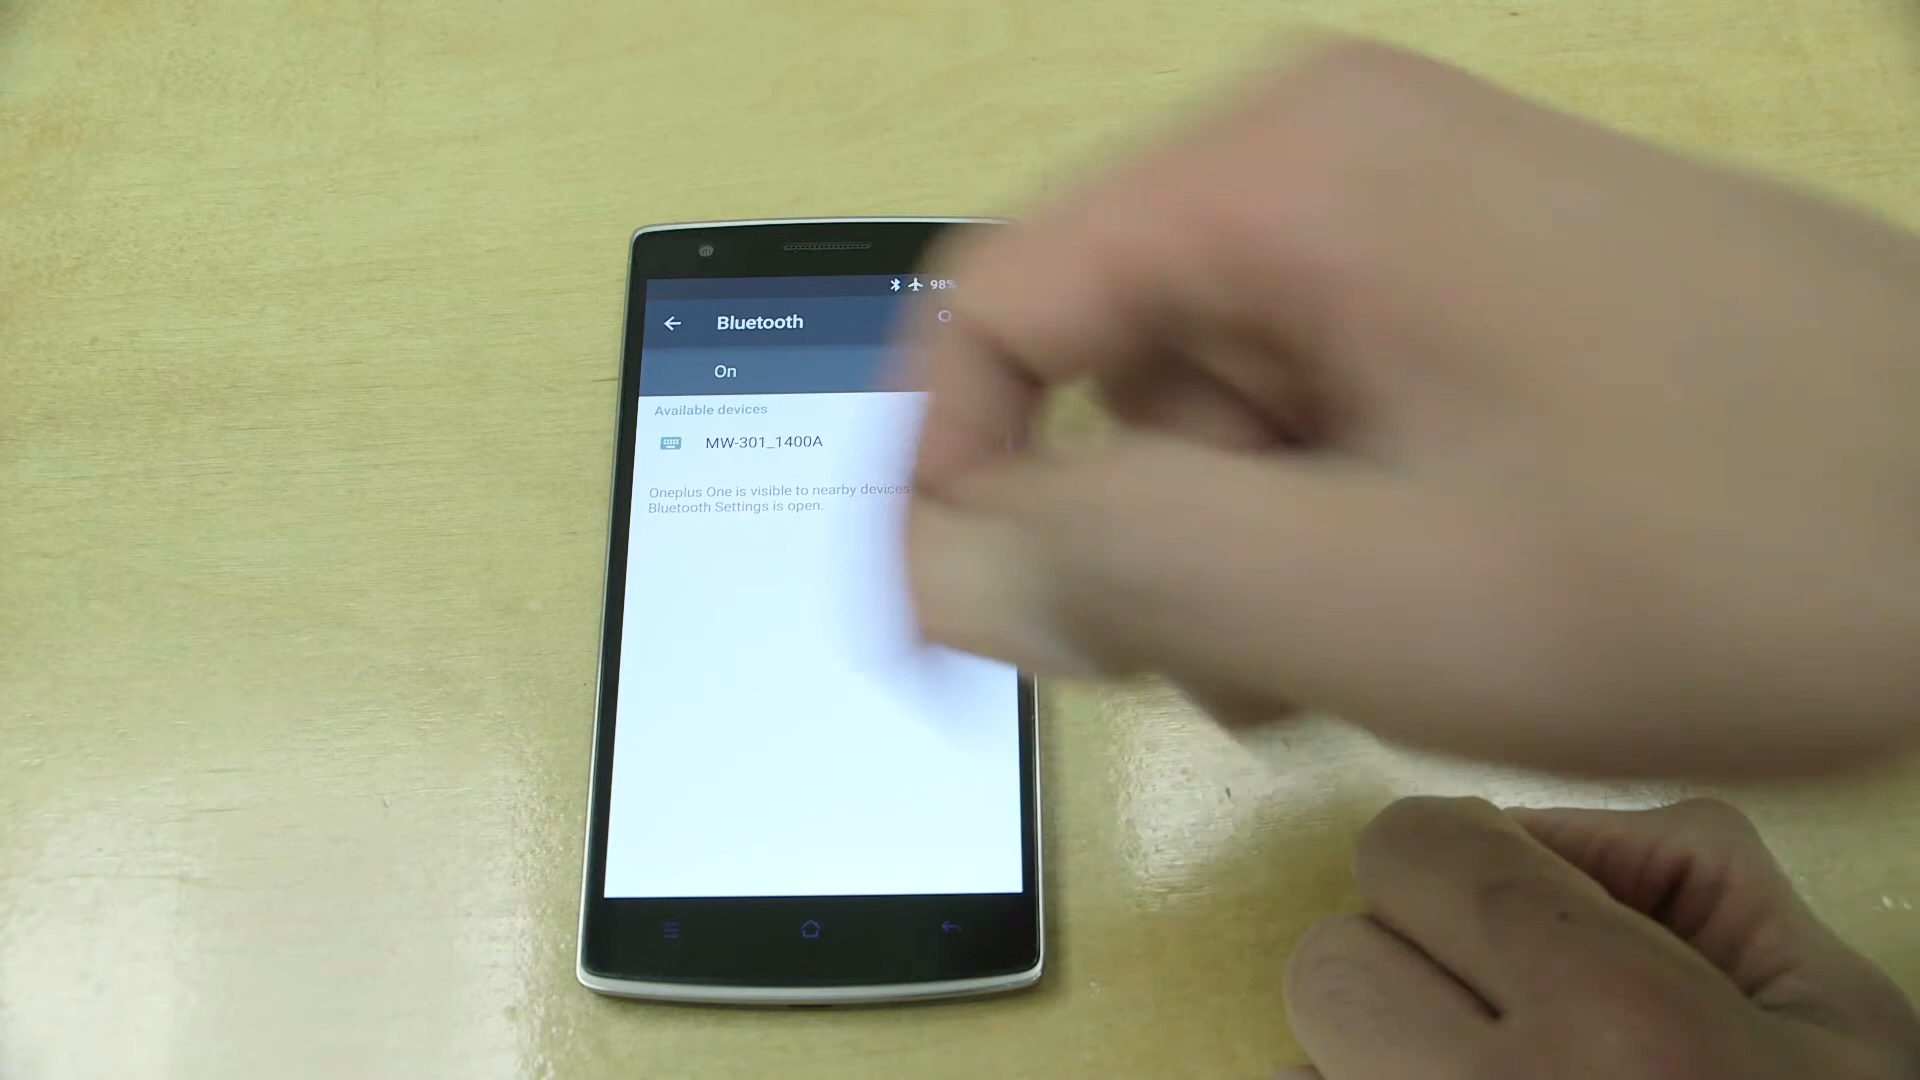 98%
Bluetooth
On
Available devices
MW-301_1400A
Oneplus One is visible to nearby devices
Bluetooth Settings is open.